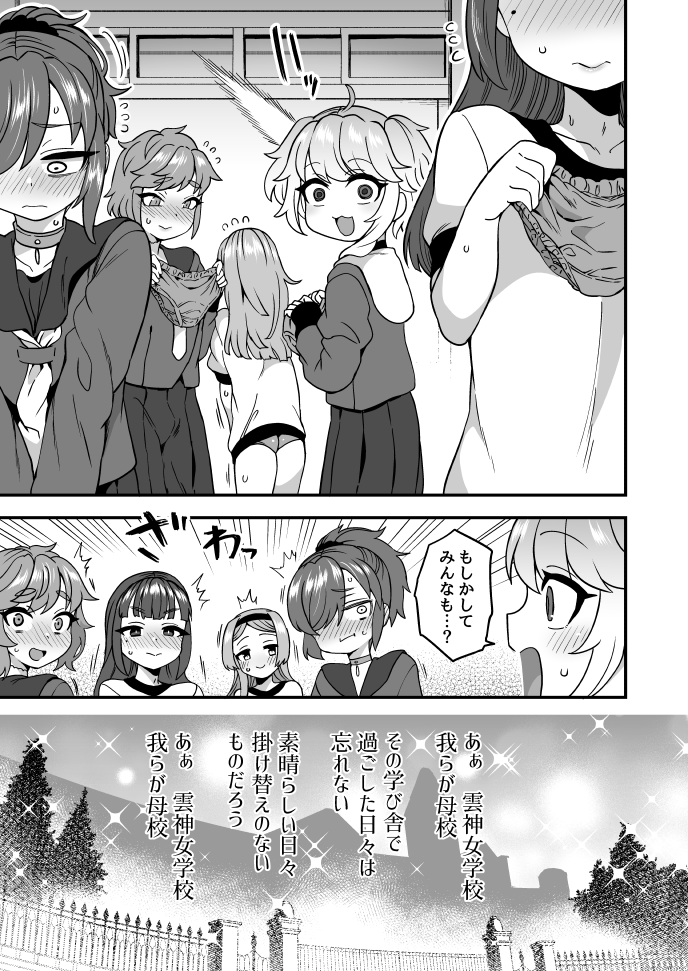 もしかして
みんなも…?
ざ
わっ
あぁ　雲神女学校
我らが母校
その学び舎で
過ごした日々は
忘れない
素晴らしい日々
掛け替えのない
ものだろう
あぁ　雲神女学校
我らが母校